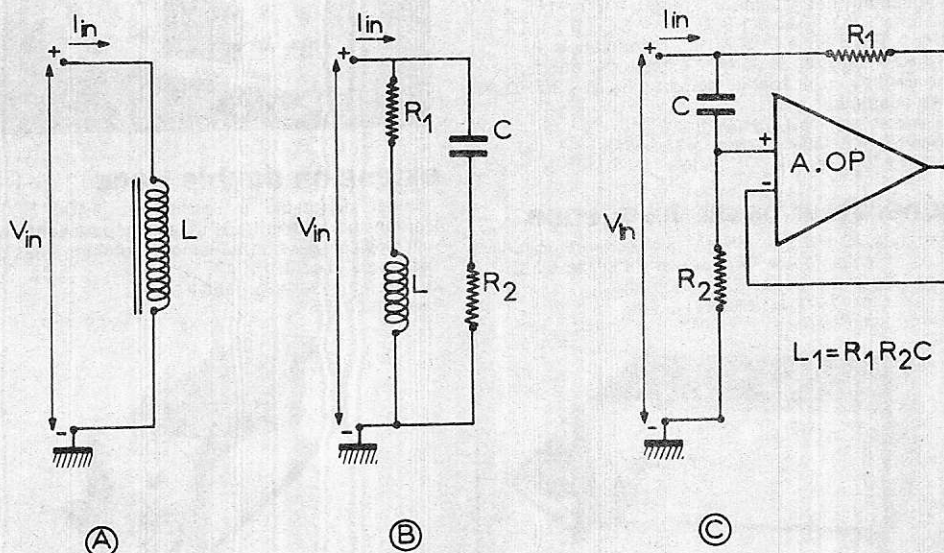 Iin
+
Vin
L
-
A
Iin
+
R1
C
Vin
L
R2
-
B
Iin
+
R1
C
+
A.OP
-
Vin
R2
L1=R1R2C
-
C